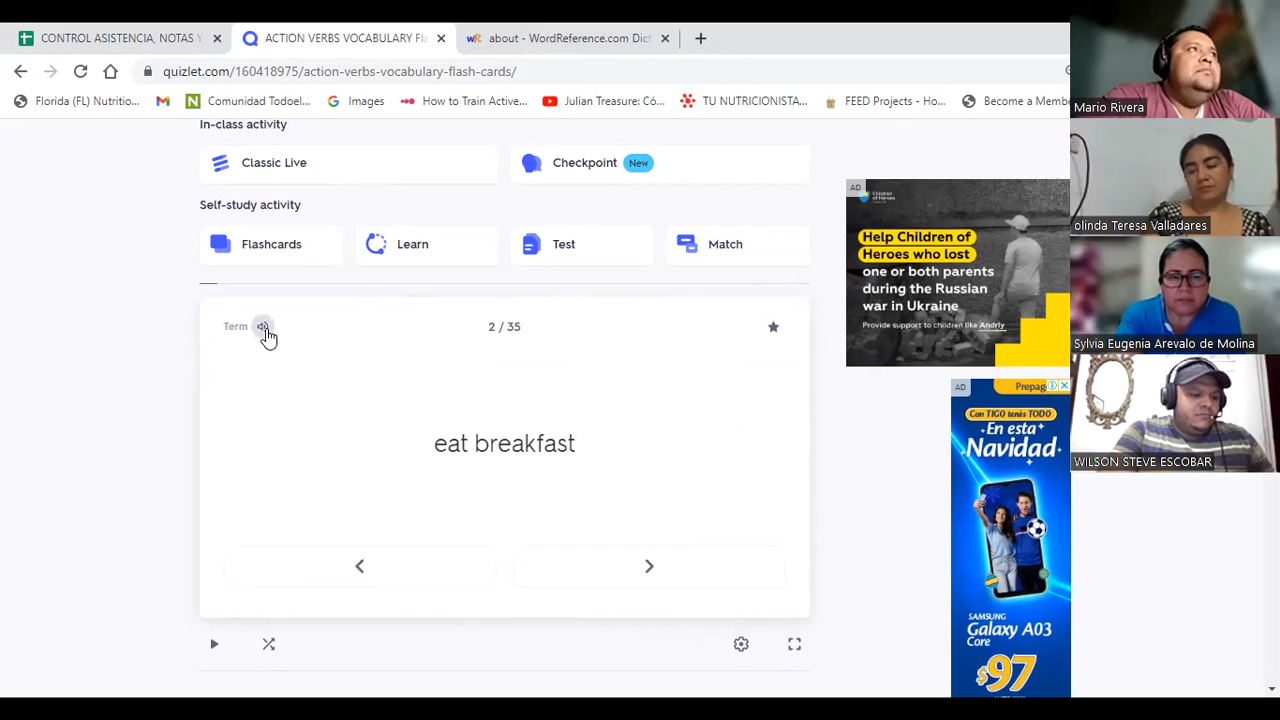 CONTROL ASISTENCIA, NOTAS Y
ACTION VERBS VOCABULARY Fla
about - WordReference.com Dict
quizlet.com/160418975/action-verbs-vocabulary-flash-cards/
Florida (FL) Nutritio...
Comunidad Todoel...
Images
How to Train Active...
Julian Treasure: Có...
TU NUTRICIONISTA...
FEED Projects - Ho...
Become a Membe
In-class activity
Classic Live
Checkpoint
New
Self-study activity
Flashcards
Learn
Test
Match
Term
2 / 35
eat breakfast
AD
Children
of Heroes
Help Children of
Heroes who lost
one or both parents
during the Russian
war in Ukraine
Provide support to children like Andriy
AD
Prepag
Con TIGO tenés TODO
En esta
Navidad
SAMSUNG
Galaxy A03
Core
$97
Mario Rivera
olinda Teresa Valladares
Sylvia Eugenia Arevalo de Molina
WILSON STEVE ESCOBAR